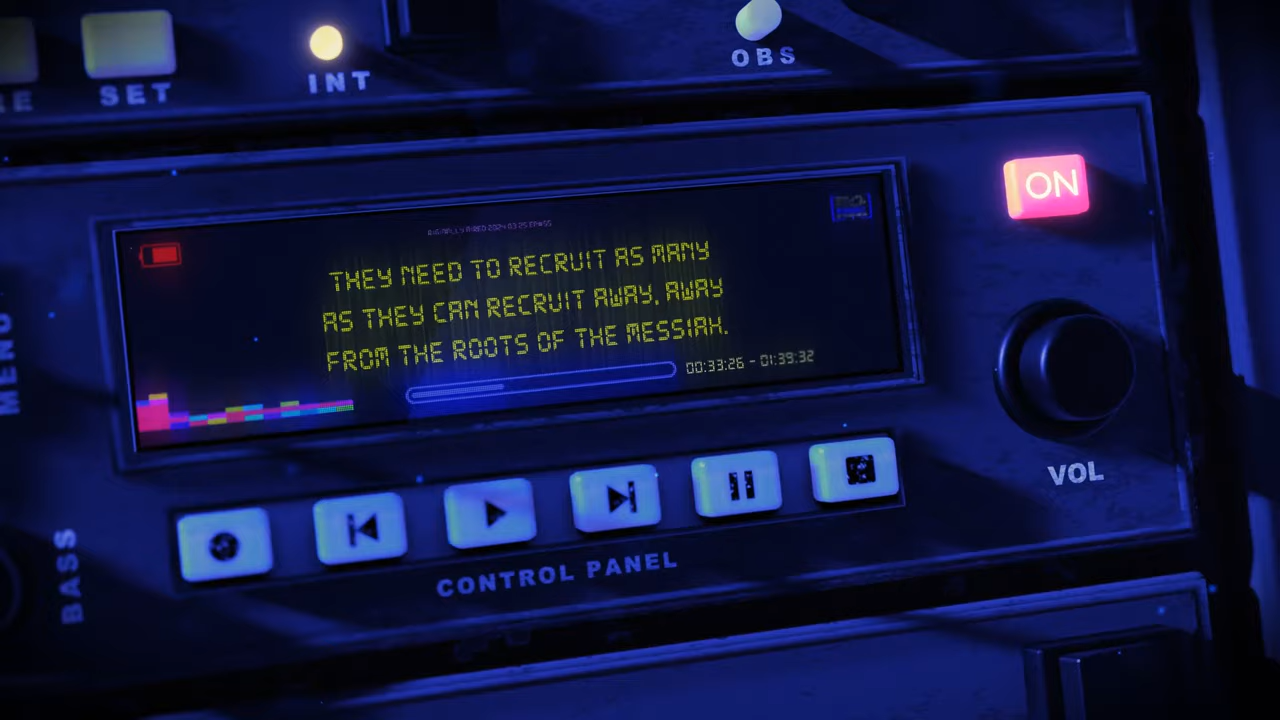 SET
INT
OBS
ON
THEY NEED TO RECRUIT AS MANY
AS THEY CAN RECRUIT AWAY, AWAY
FROM THE ROOTS OF THE MESSIAH.
00:33:26 - 01:39:32
MENU
VOL
BASS
CONTROL PANEL